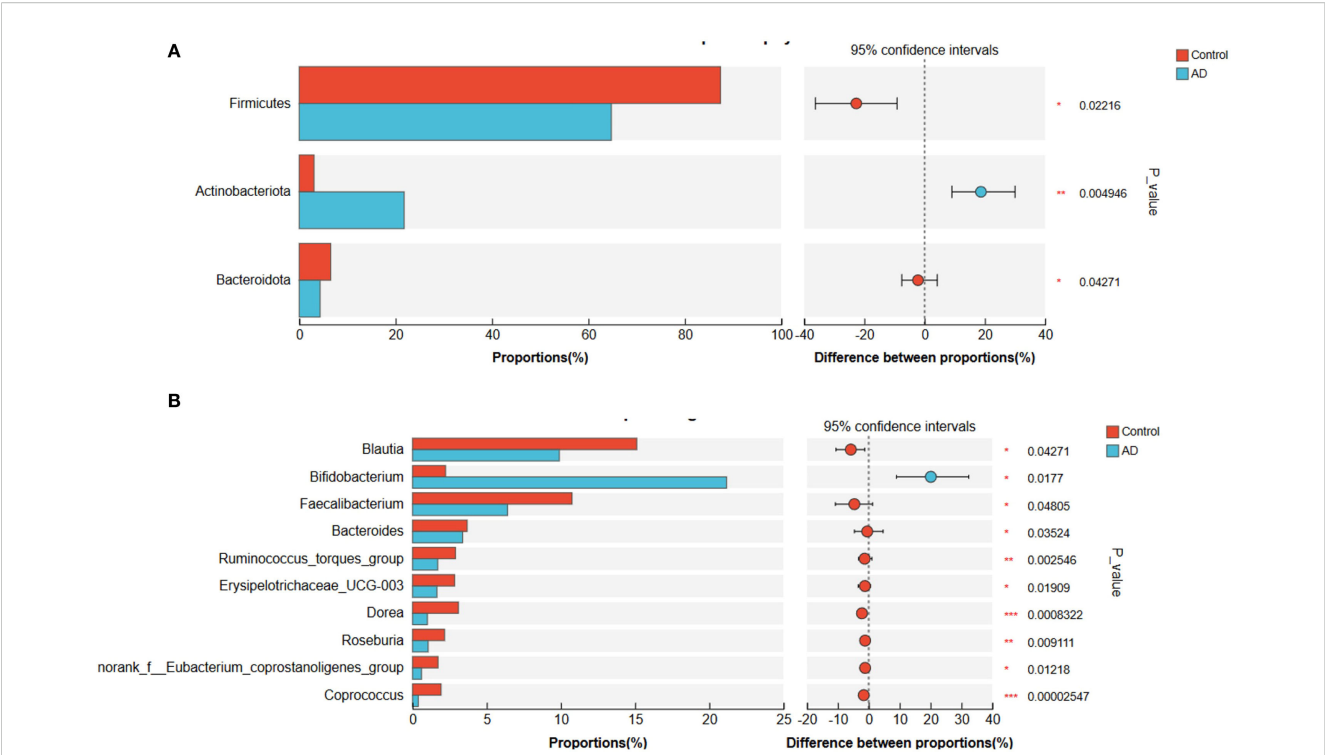 A
95% confidence intervals
Control
AD
Firmicutes
* 0.02216
Actinobacteriota
** 0.004946
P_value
Bacteroidota
* 0.04271
0 20 40 60 80 100 -40 -20 0 20 40
Proportions(%) Difference between proportions(%)
B
95% confidence intervals
Control
AD
Blautia * 0.04271
Bifidobacterium * 0.0177
Faecalibacterium * 0.04805
Bacteroides * 0.03524
Ruminococcus_torques_group ** 0.002546
P_value
Erysipelotrichaceae_UCG-003 * 0.01909
Dorea *** 0.0008322
Roseburia ** 0.009111
norank_f__Eubacterium_coprostanoligenes_group * 0.01218
Coprococcus *** 0.00002547
0 5 10 15 20 25 -20 -10 0 10 20 30 40
Proportions(%) Difference between proportions(%)